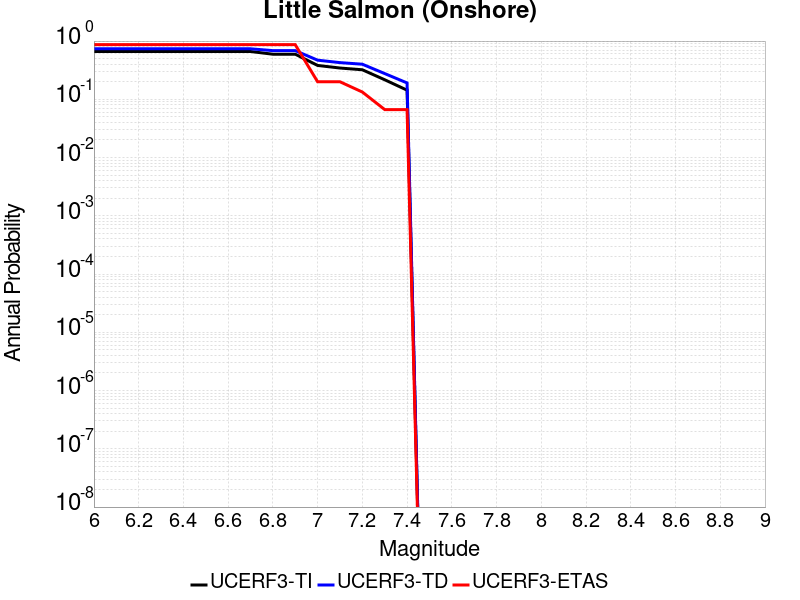 Little Salmon (Onshore)
10^0
10^-1
10^-2
10^-3
10^-4
10^-5
10^-6
10^-7
10^-8
Annual Probability
6 6.2 6.4 6.6 6.8 7 7.2 7.4 7.6 7.8 8 8.2 8.4 8.6 8.8 9
Magnitude
UCERF3-TI UCERF3-TD UCERF3-ETAS